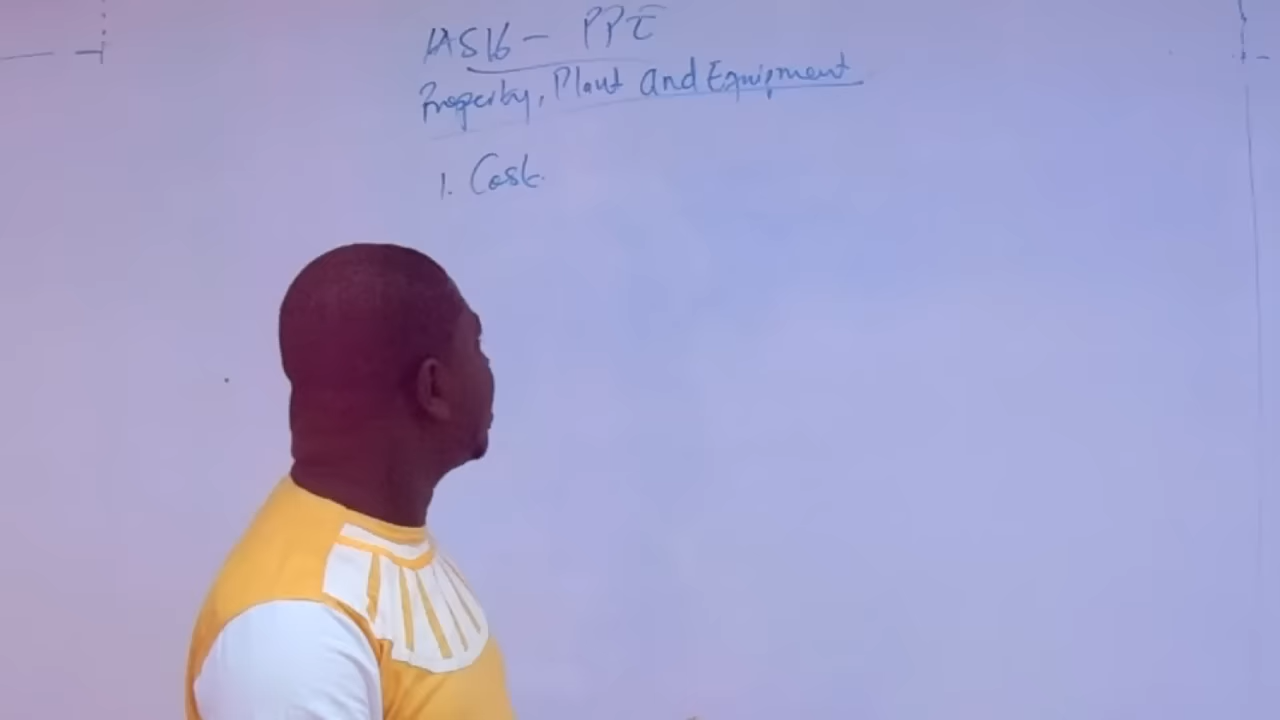 IAS16 - PPE
Property, Plant and Equipment
1. Cost